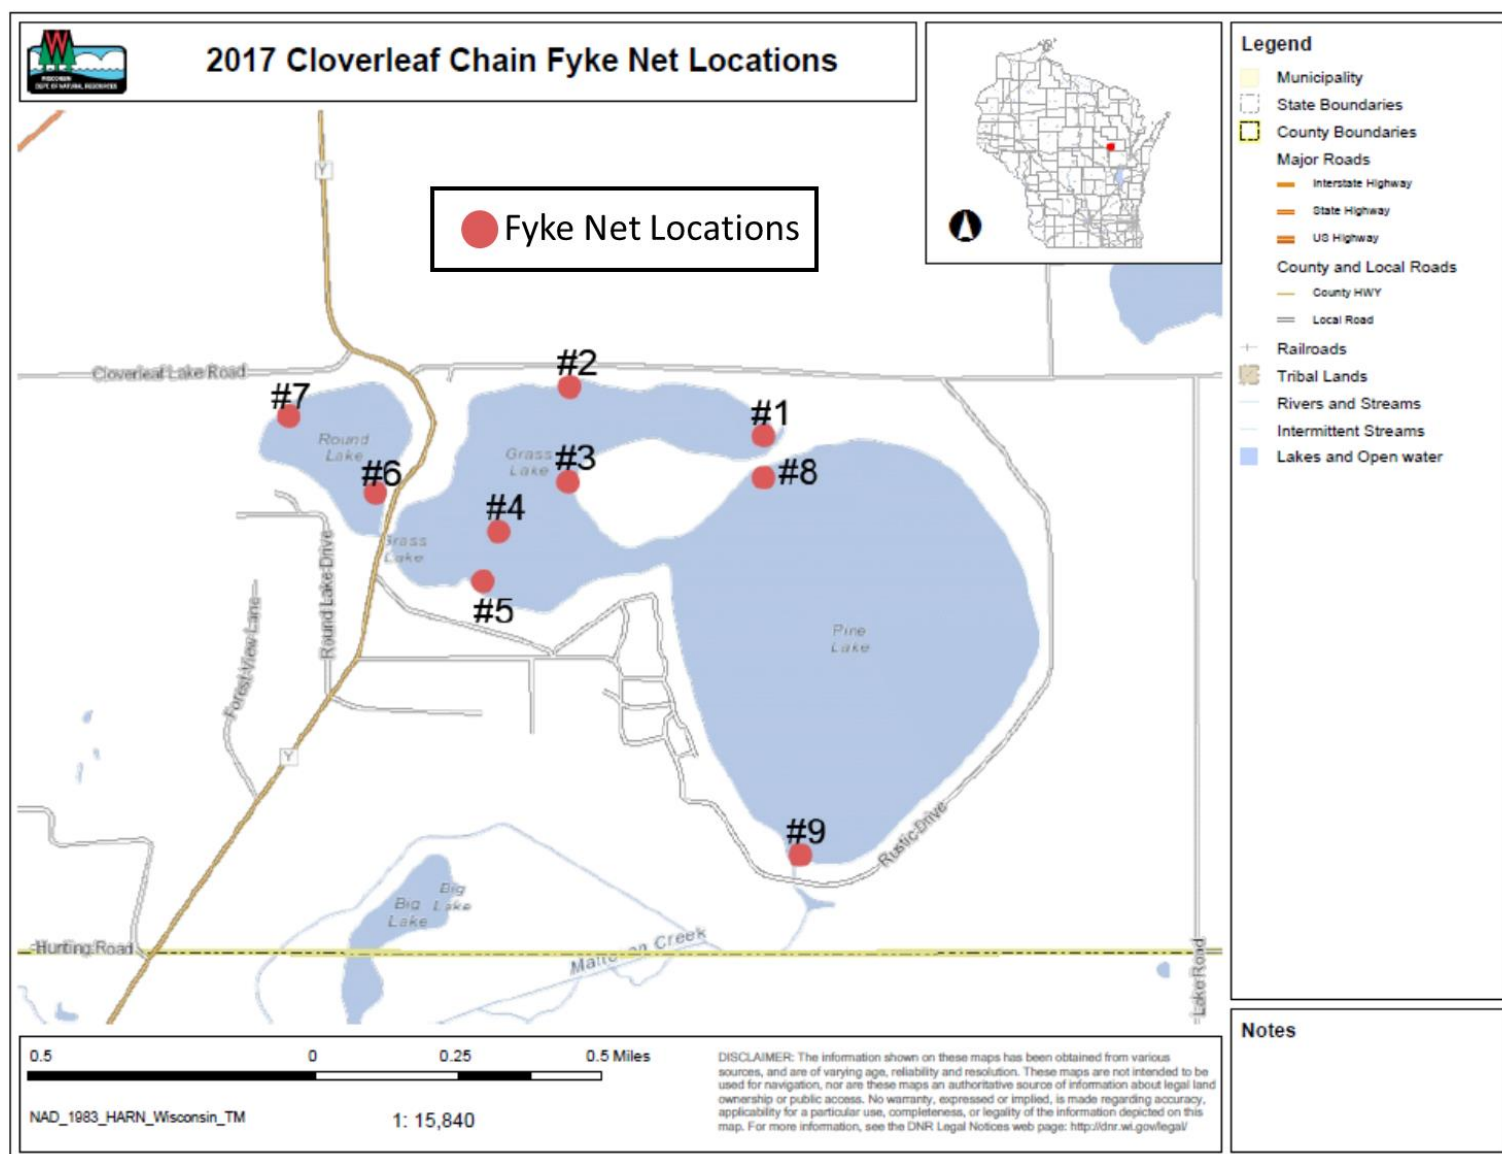 WISCONSIN
DEPT. OF NATURAL RESOURCES
2017 Cloverleaf Chain Fyke Net Locations
Legend
Municipality
State Boundaries
County Boundaries
Major Roads
Interstate Highway
State Highway
US Highway
County and Local Roads
County HWY
Local Road
Railroads
Tribal Lands
Rivers and Streams
Intermittent Streams
Lakes and Open water
Y
Fyke Net Locations
Cloverleaf Lake Road
#2
#7
#1
Round
Lake
Grass
Lake
#3
#8
#6
#4
Grass
Lake
#5
Round Lake Drive
Forest View Lane
Pine
Lake
Y
#9
Rustic Drive
Big
Lake
Big
Lake
Hunting Road
Creek
Lake Road
Notes
0.5 0 0.25 0.5 Miles
NAD_1983_HARN_Wisconsin_TM
1: 15,840
DISCLAIMER: The information shown on these maps has been obtained from various
sources, and are of varying age, reliability and resolution. These maps are not intended to be
used for navigation, nor are these maps an authoritative source of information about legal land
ownership or public access. No warranty, expressed or implied, is made regarding accuracy,
applicability for a particular use, completeness, or legality of the information depicted on this
map. For more information, see the DNR Legal Notices web page: http://dnr.wi.gov/legal/